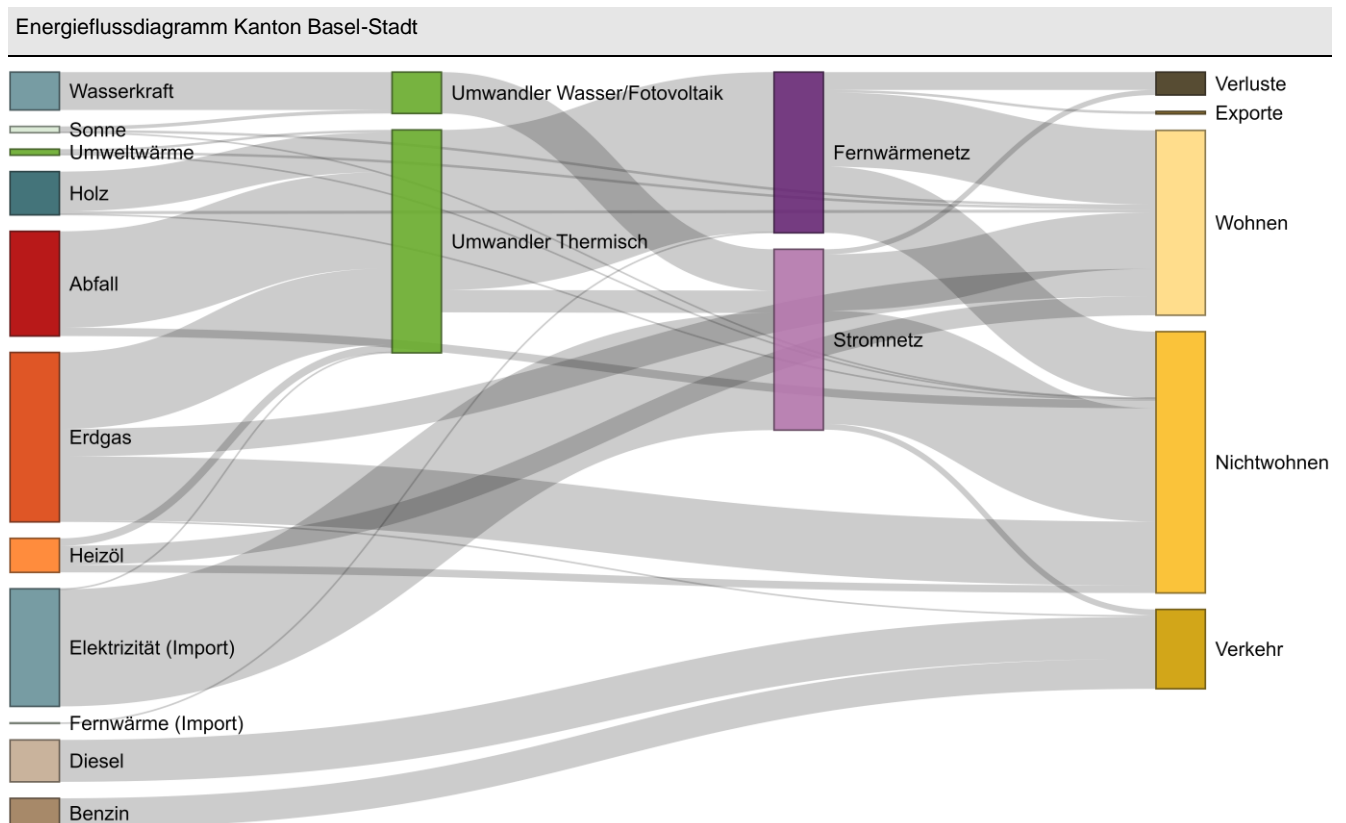 Energieflussdiagramm Kanton Basel-Stadt
Wasserkraft
Sonne
Umweltwärme
Holz
Abfall
Erdgas
Heizöl
Elektrizität (Import)
Fernwärme (Import)
Diesel
Benzin
Umwandler Wasser/Fotovoltaik
Umwandler Thermisch
Fernwärmenetz
Stromnetz
Verluste
Exporte
Wohnen
Nichtwohnen
Verkehr